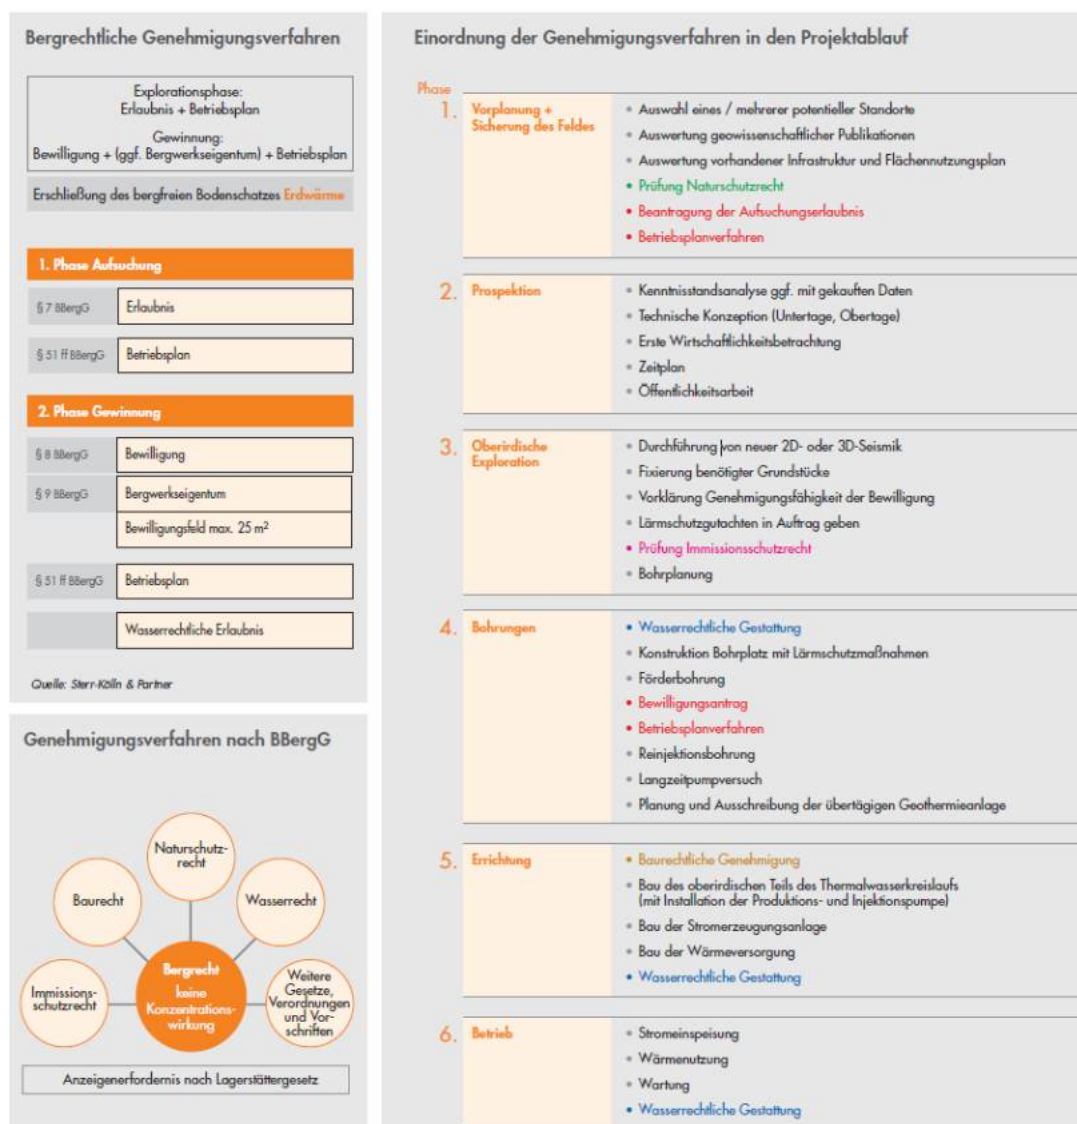 Bergrechtliche Genehmigungsverfahren
Explorationsphase:
Erlaubnis + Betriebsplan
Gewinnung:
Bewilligung + (ggf. Bergwerkseigentum) + Betriebsplan
Erschließung des bergfreien Bodenschatzes Erdwärme
1. Phase Aufsuchung
§ 7 BBergG Erlaubnis
§ 51 ff BBergG Betriebsplan
2. Phase Gewinnung
§ 8 BBergG Bewilligung
§ 9 BBergG Bergwerkseigentum
Bewilligungsfeld max. 25 m²
§ 51 ff BBergG Betriebsplan
Wasserrechtliche Erlaubnis
Quelle: Sterr-Kölln & Partner
Genehmigungsverfahren nach BBergG
Naturschutz-
recht
Baurecht
Wasserrecht
Immissions-
schutzrecht
Bergrecht
keine
Konzentrations-
wirkung
Weitere
Gesetze,
Verordnungen
und Vor-
schriften
Anzeigenerfordernis nach Lagerstättergesetz
Einordnung der Genehmigungsverfahren in den Projektablauf
Phase
1. Vorplanung +
Sicherung des Feldes
• Auswahl eines / mehrerer potentieller Standorte
• Auswertung geowissenschaftlicher Publikationen
• Auswertung vorhandener Infrastruktur und Flächennutzungsplan
• Prüfung Naturschutzrecht
• Beantragung der Aufsuchungserlaubnis
• Betriebsplanverfahren
2. Prospektion
• Kenntnisstandsanalyse ggf. mit gekauften Daten
• Technische Konzeption (Untertage, Obertage)
• Erste Wirtschaftlichkeitsbetrachtung
• Zeitplan
• Öffentlichkeitsarbeit
3. Oberirdische
Exploration
• Durchführung von neuer 2D- oder 3D-Seismik
• Fixierung benötigter Grundstücke
• Vorklärung Genehmigungsfähigkeit der Bewilligung
• Lärmschutzgutachten in Auftrag geben
• Prüfung Immissionsschutzrecht
• Bohrplanung
4. Bohrungen
• Wasserrechtliche Gestattung
• Konstruktion Bohrplatz mit Lärmschutzmaßnahmen
• Förderbohrung
• Bewilligungsantrag
• Betriebsplanverfahren
• Reinjektionsbohrung
• Langzeitpumpversuch
• Planung und Ausschreibung der übertägigen Geothermieanlage
5. Errichtung
• Baurechtliche Genehmigung
• Bau des oberirdischen Teils des Thermalwasserkreislaufs
(mit Installation der Produktions- und Injektionspumpe)
• Bau der Stromerzeugungsanlage
• Bau der Wärmeversorgung
• Wasserrechtliche Gestattung
6. Betrieb
• Stromeinspeisung
• Wärmenutzung
• Wartung
• Wasserrechtliche Gestattung